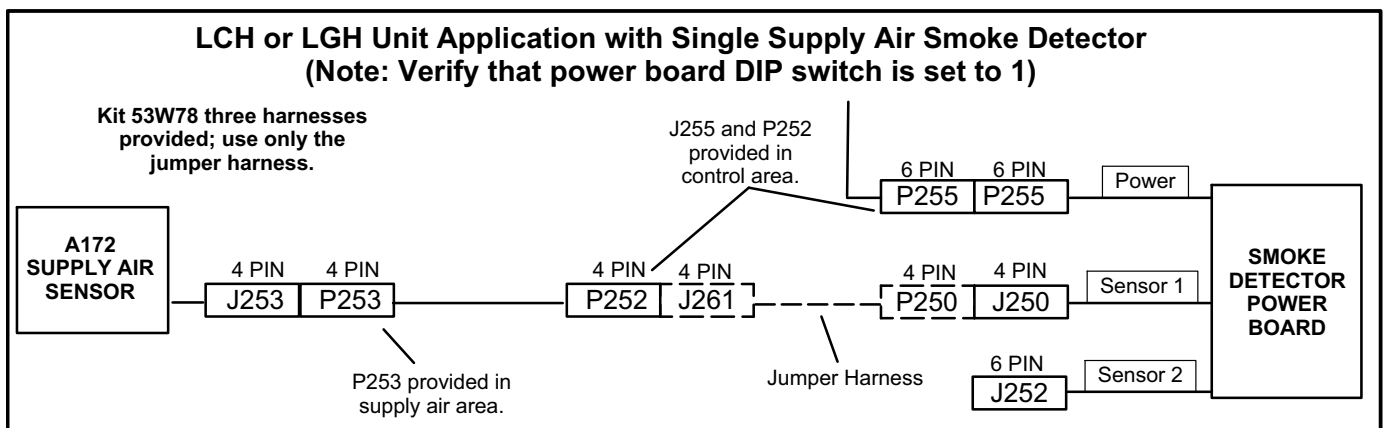 LCH or LGH Unit Application with Single Supply Air Smoke Detector
(Note: Verify that power board DIP switch is set to 1)
Kit 53W78 three harnesses
provided; use only the
jumper harness.
J255 and P252
provided in
control area.
6 PIN 6 PIN
P255 P255
Power
A172
SUPPLY AIR
SENSOR
4 PIN 4 PIN
J253 P253
4 PIN 4 PIN
P252 J261
4 PIN 4 PIN
P250 J250
Sensor 1
SMOKE
DETECTOR
POWER
BOARD
P253 provided in
supply air area.
Jumper Harness
6 PIN
J252
Sensor 2